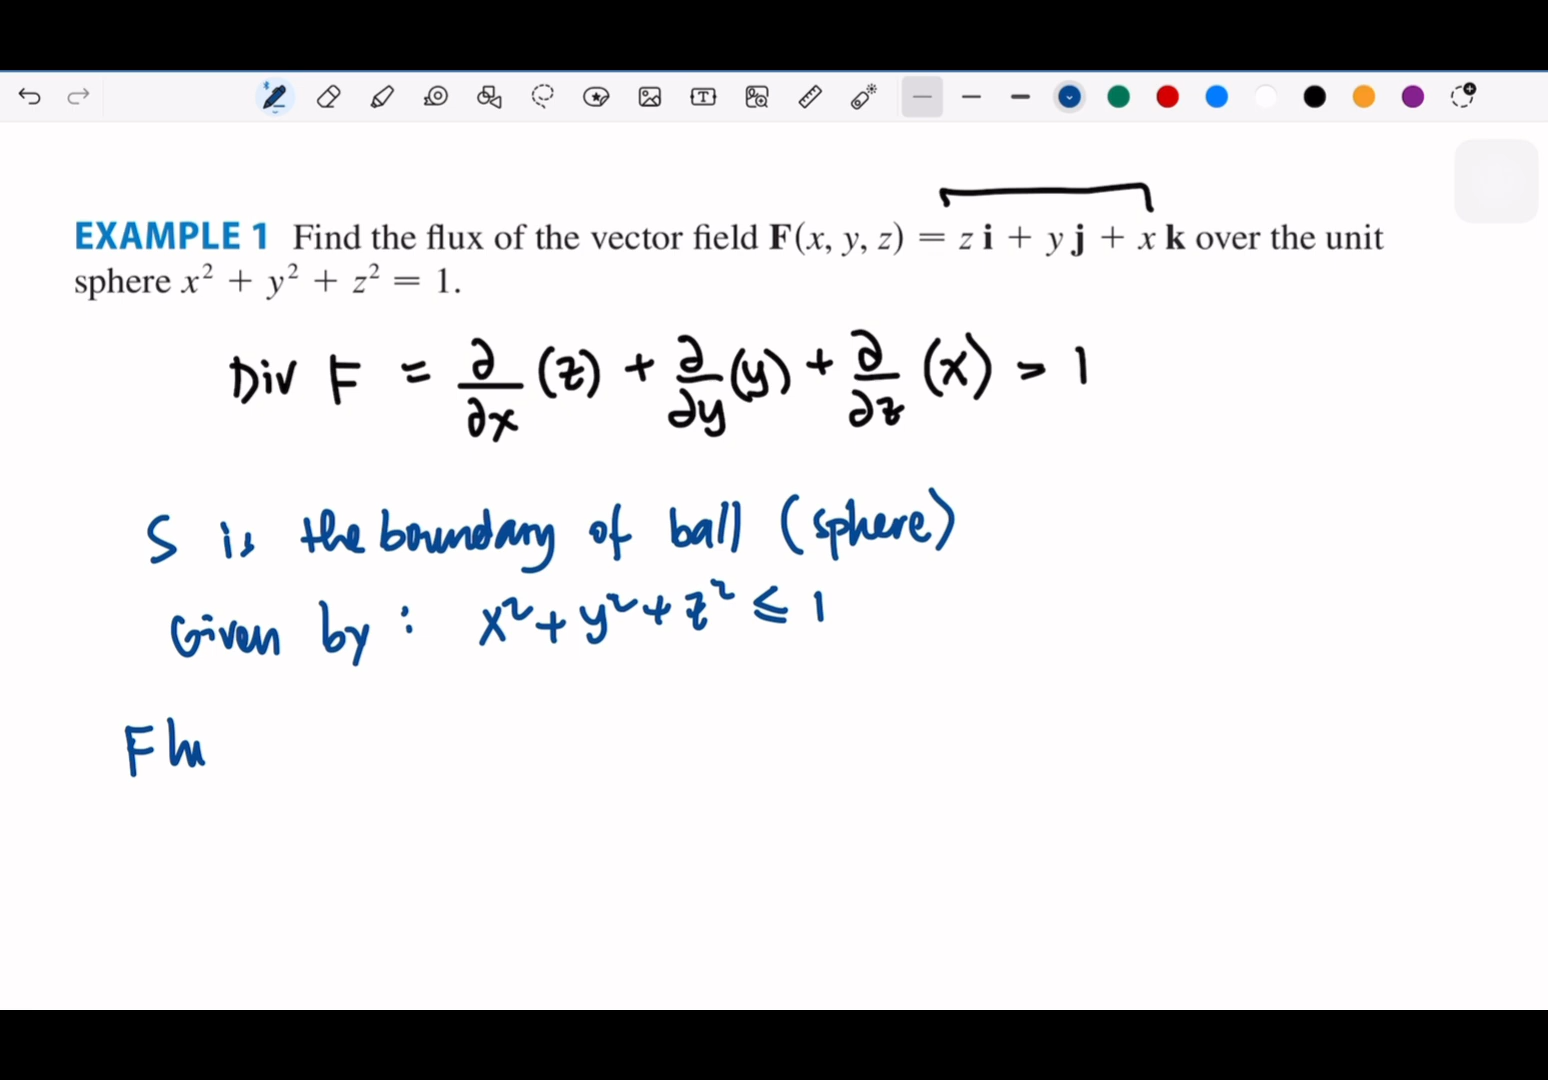 EXAMPLE 1 Find the flux of the vector field F(x, y, z) = z i + y j + x k over the unit
sphere x² + y² + z² = 1.
Div F = ∂/∂x (z) + ∂/∂y (y) + ∂/∂z (x) = 1
S is the boundary of ball (sphere)
Given by: x² + y² + z² ≤ 1
Flu